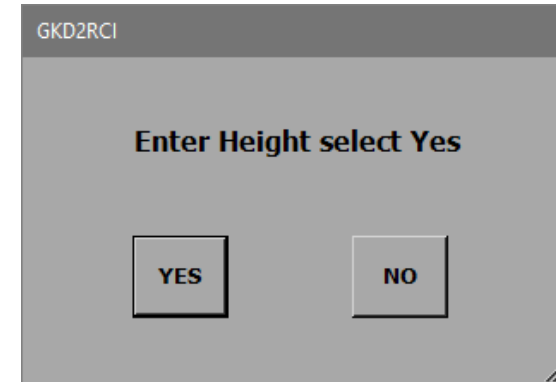 GKD2RCI
Enter Height select Yes
YES
NO